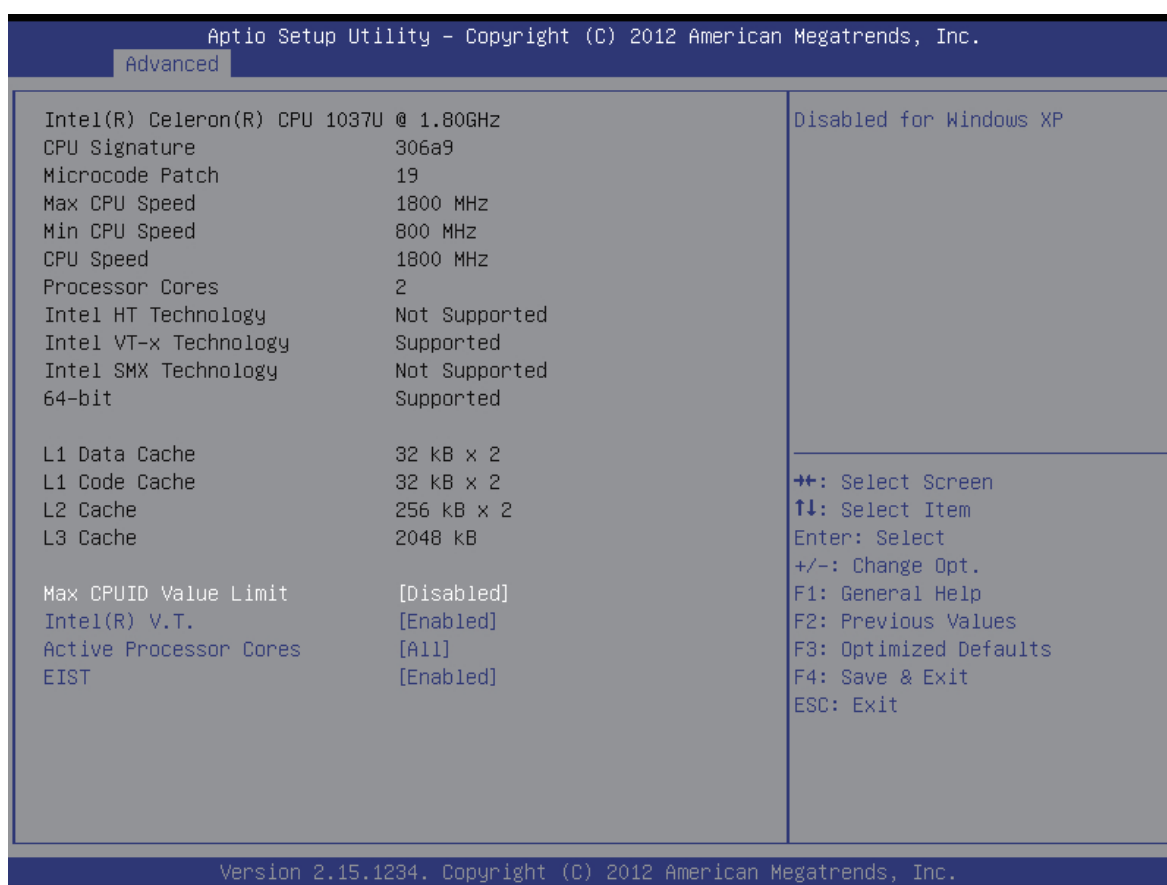 Aptio Setup Utility – Copyright (C) 2012 American Megatrends, Inc.
Advanced
Intel(R) Celeron(R) CPU 1037U @ 1.80GHz
CPU Signature 306a9
Microcode Patch 19
Max CPU Speed 1800 MHz
Min CPU Speed 800 MHz
CPU Speed 1800 MHz
Processor Cores 2
Intel HT Technology Not Supported
Intel VT-x Technology Supported
Intel SMX Technology Not Supported
64-bit Supported
L1 Data Cache 32 kB x 2
L1 Code Cache 32 kB x 2
L2 Cache 256 kB x 2
L3 Cache 2048 kB
Max CPUID Value Limit [Disabled]
Intel(R) V.T. [Enabled]
Active Processor Cores [All]
EIST [Enabled]
Disabled for Windows XP
→←: Select Screen
↑↓: Select Item
Enter: Select
+/-: Change Opt.
F1: General Help
F2: Previous Values
F3: Optimized Defaults
F4: Save & Exit
ESC: Exit
Version 2.15.1234. Copyright (C) 2012 American Megatrends, Inc.